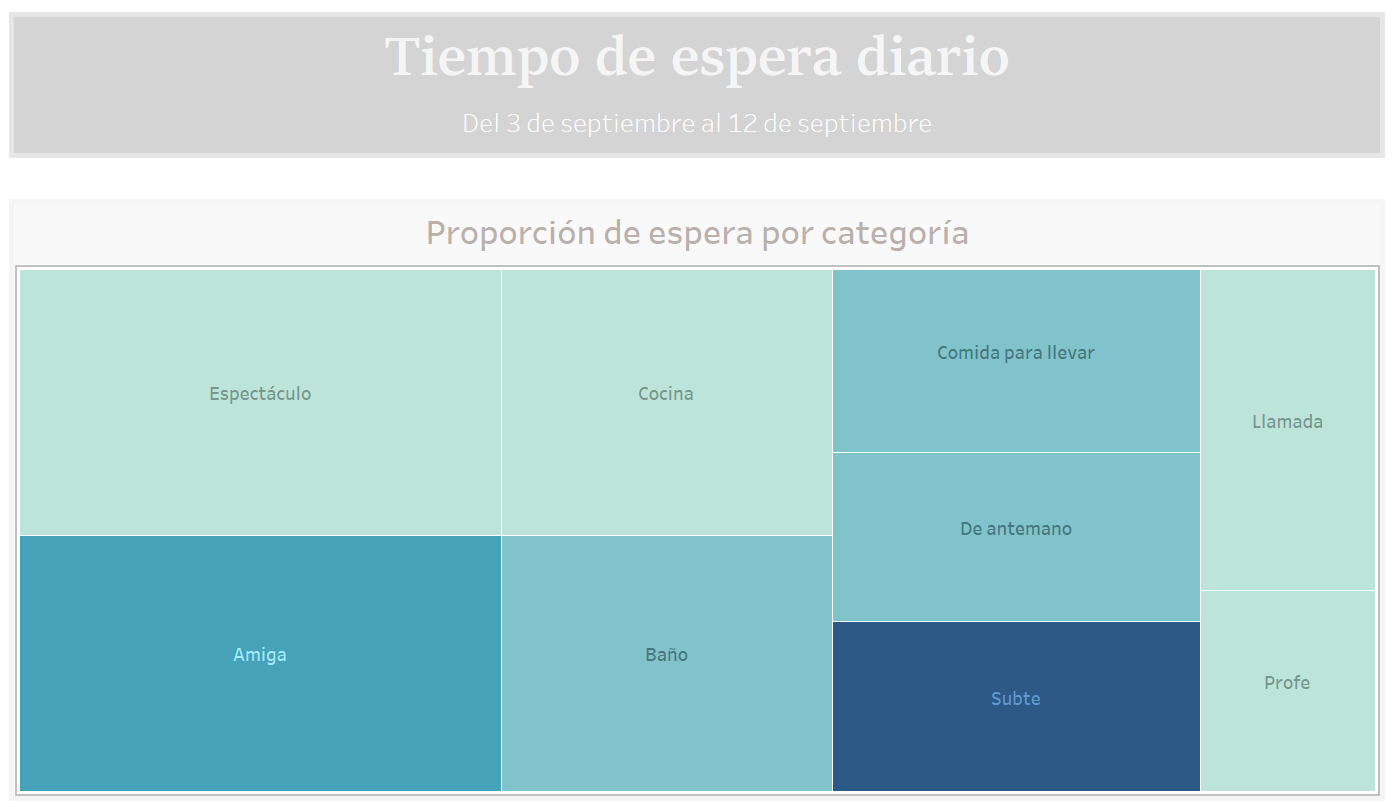 Tiempo de espera diario
Del 3 de septiembre al 12 de septiembre
Proporción de espera por categoría
Espectáculo
Cocina
Comida para llevar
Llamada
De antemano
Amiga
Baño
Subte
Profe